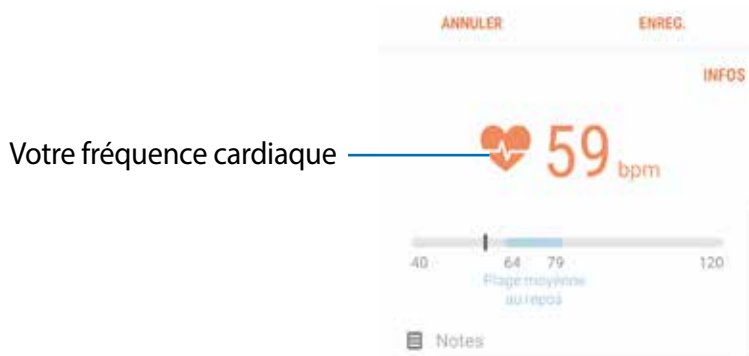 ANNULER ENREG.
INFOS
Votre fréquence cardiaque
59 bpm
40 64 79 120
Plage moyenne
au repos
Notes